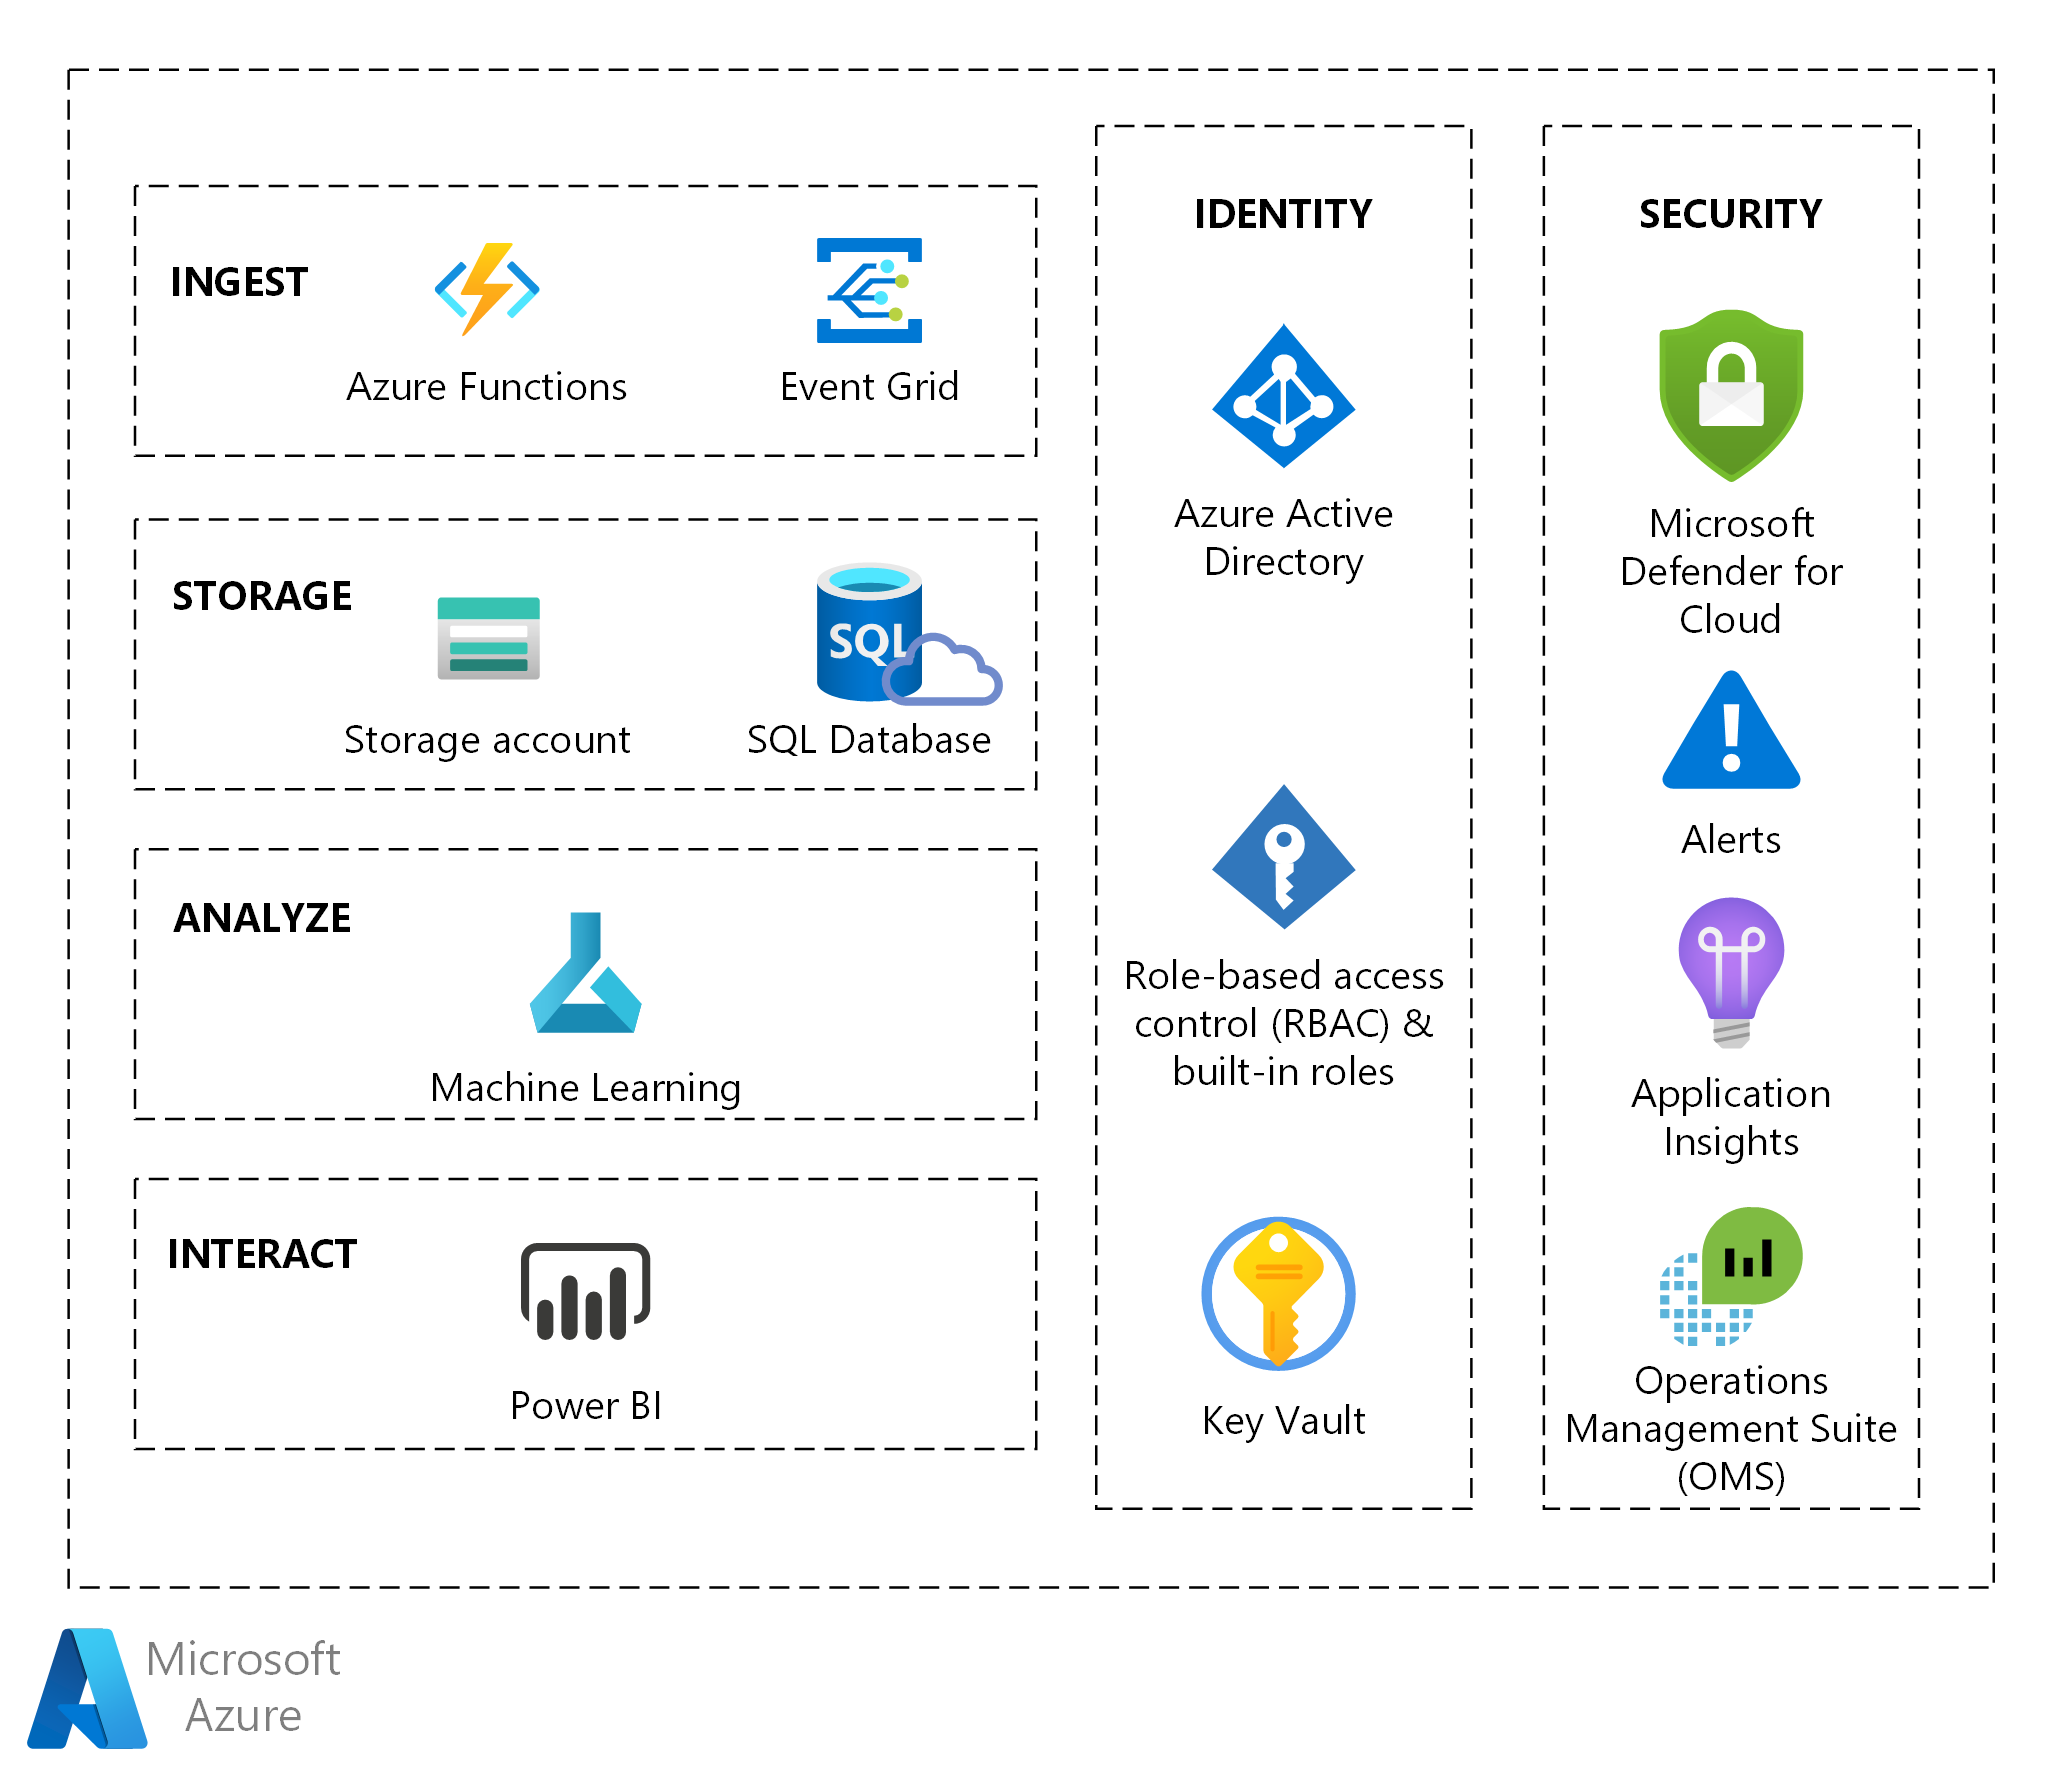 INGEST
Azure Functions
Event Grid
STORAGE
SQL
Storage account
SQL Database
ANALYZE
Machine Learning
INTERACT
Power BI
IDENTITY
Azure Active
Directory
Role-based access
control (RBAC) &
built-in roles
Key Vault
SECURITY
Microsoft
Defender for
Cloud
Alerts
Application
Insights
Operations
Management Suite
(OMS)
Microsoft
Azure